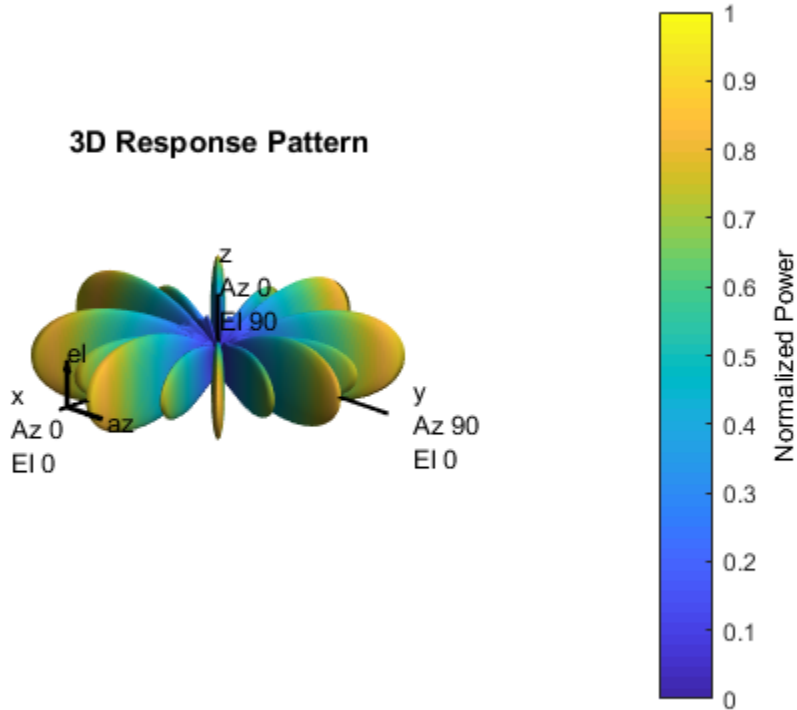 3D Response Pattern
z
Az 0
El 90
el
az
x
Az 0
El 0
y
Az 90
El 0
1
0.9
0.8
0.7
0.6
0.5
0.4
0.3
0.2
0.1
0
Normalized Power